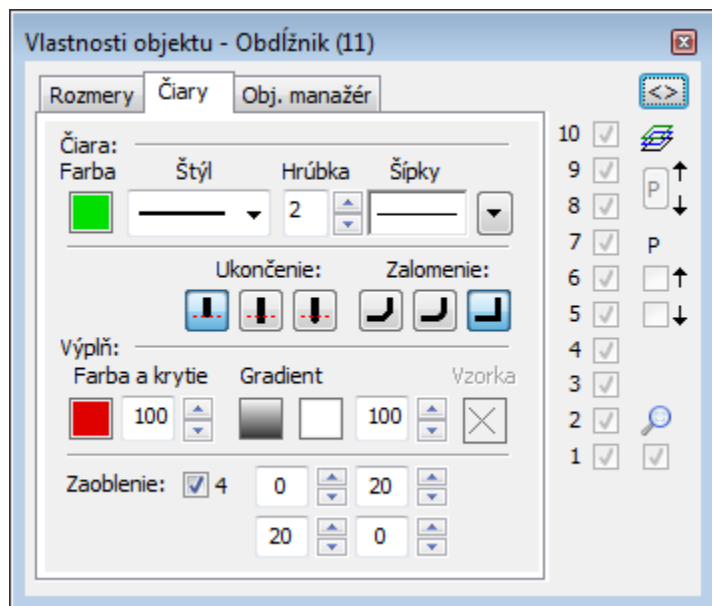 Vlastnosti objektu - Obdĺžnik (11)
Rozmery Čiary Obj. manažér <>
Čiara:
Farba Štýl Hrúbka Šípky
2
Ukončenie: Zalomenie:
Výplň:
Farba a krytie Gradient Vzorka
100 100
Zaoblenie: 4 0 20
20 0
10
9
8 P
7 P
6
5
4
3
2
1